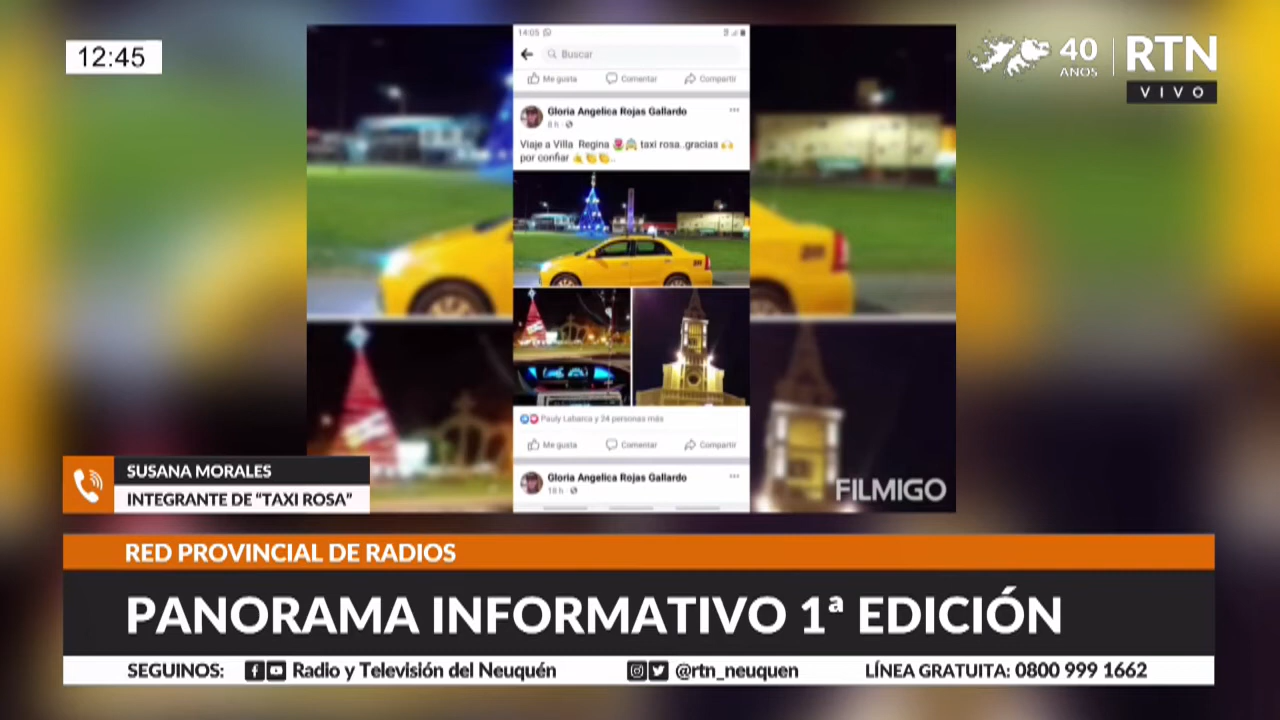 12:45
40
AÑOS
RTN
VIVO
14:05
Buscar
Me gusta
Comentar
Compartir
Gloria Angelica Rojas Gallardo
8 h
Viaje a Villa Regina 🌹🚖 taxi rosa..gracias 🙌
por confiar 🤙👏👏..
Pauly Labarca y 24 personas más
Me gusta
Comentar
Compartir
Gloria Angelica Rojas Gallardo
18 h
FILMIGO
SUSANA MORALES
INTEGRANTE DE “TAXI ROSA”
RED PROVINCIAL DE RADIOS
PANORAMA INFORMATIVO 1ª EDICIÓN
SEGUINOS: Radio y Televisión del Neuquén @rtn_neuquen LÍNEA GRATUITA: 0800 999 1662